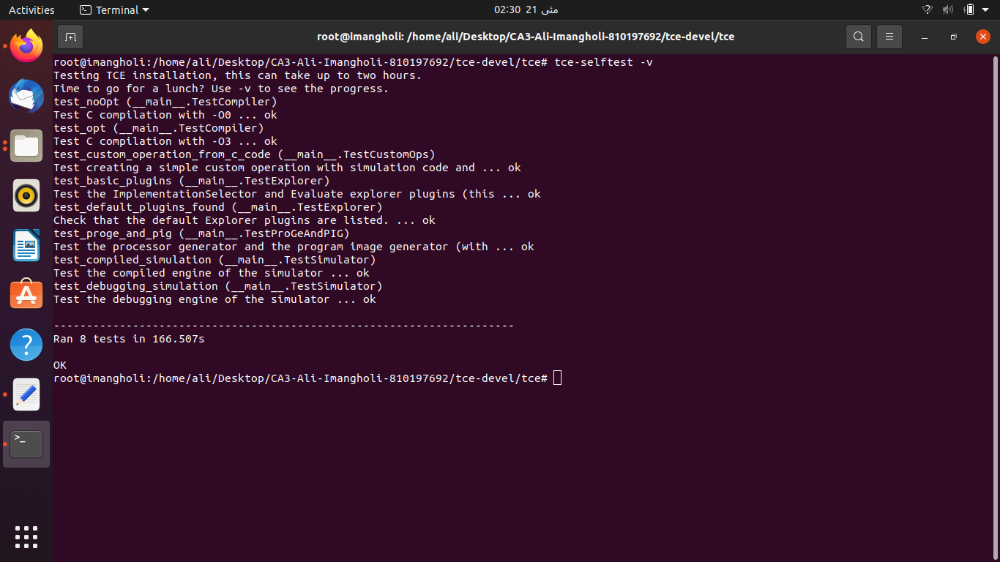 Activities
Terminal
02:30 21 مئی
root@imangholi: /home/ali/Desktop/CA3-Ali-Imangholi-810197692/tce-devel/tce
root@imangholi:/home/ali/Desktop/CA3-Ali-Imangholi-810197692/tce-devel/tce# tce-selftest -v
Testing TCE installation, this can take up to two hours.
Time to go for a lunch? Use -v to see the progress.
test_noOpt (__main__.TestCompiler)
Test C compilation with -O0 ... ok
test_opt (__main__.TestCompiler)
Test C compilation with -O3 ... ok
test_custom_operation_from_c_code (__main__.TestCustomOps)
Test creating a simple custom operation with simulation code and ... ok
test_basic_plugins (__main__.TestExplorer)
Test the ImplementationSelector and Evaluate explorer plugins (this ... ok
test_default_plugins_found (__main__.TestExplorer)
Check that the default Explorer plugins are listed. ... ok
test_proge_and_pig (__main__.TestProGeAndPIG)
Test the processor generator and the program image generator (with ... ok
test_compiled_simulation (__main__.TestSimulator)
Test the compiled engine of the simulator ... ok
test_debugging_simulation (__main__.TestSimulator)
Test the debugging engine of the simulator ... ok
----------------------------------------------------------------------
Ran 8 tests in 166.507s
OK
root@imangholi:/home/ali/Desktop/CA3-Ali-Imangholi-810197692/tce-devel/tce#